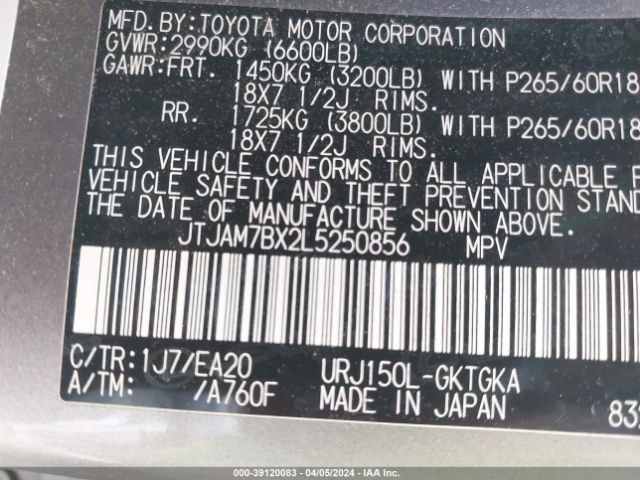 MFD.BY:TOYOTA MOTOR CORPORATION
GVWR:2990KG (6600LB)
GAWR:FRT. 1450KG (3200LB) WITH P265/60R18
18X7 1/2J RIMS.
RR. 1725KG (3800LB) WITH P265/60R18
18X7 1/2J RIMS.
THIS VEHICLE CONFORMS TO ALL APPLICABLE
VEHICLE SAFETY AND THEFT PREVENTION
THE DATE OF MANUFACTURE SHOWN ABOVE.
JTJAM7BX2L5250856 MPV
C/TR:1J7/EA20 URJ150L-GKTGKA
A/TM: /A760F MADE IN JAPAN
000-39120083 - 04/05/2024 - IAA Inc.